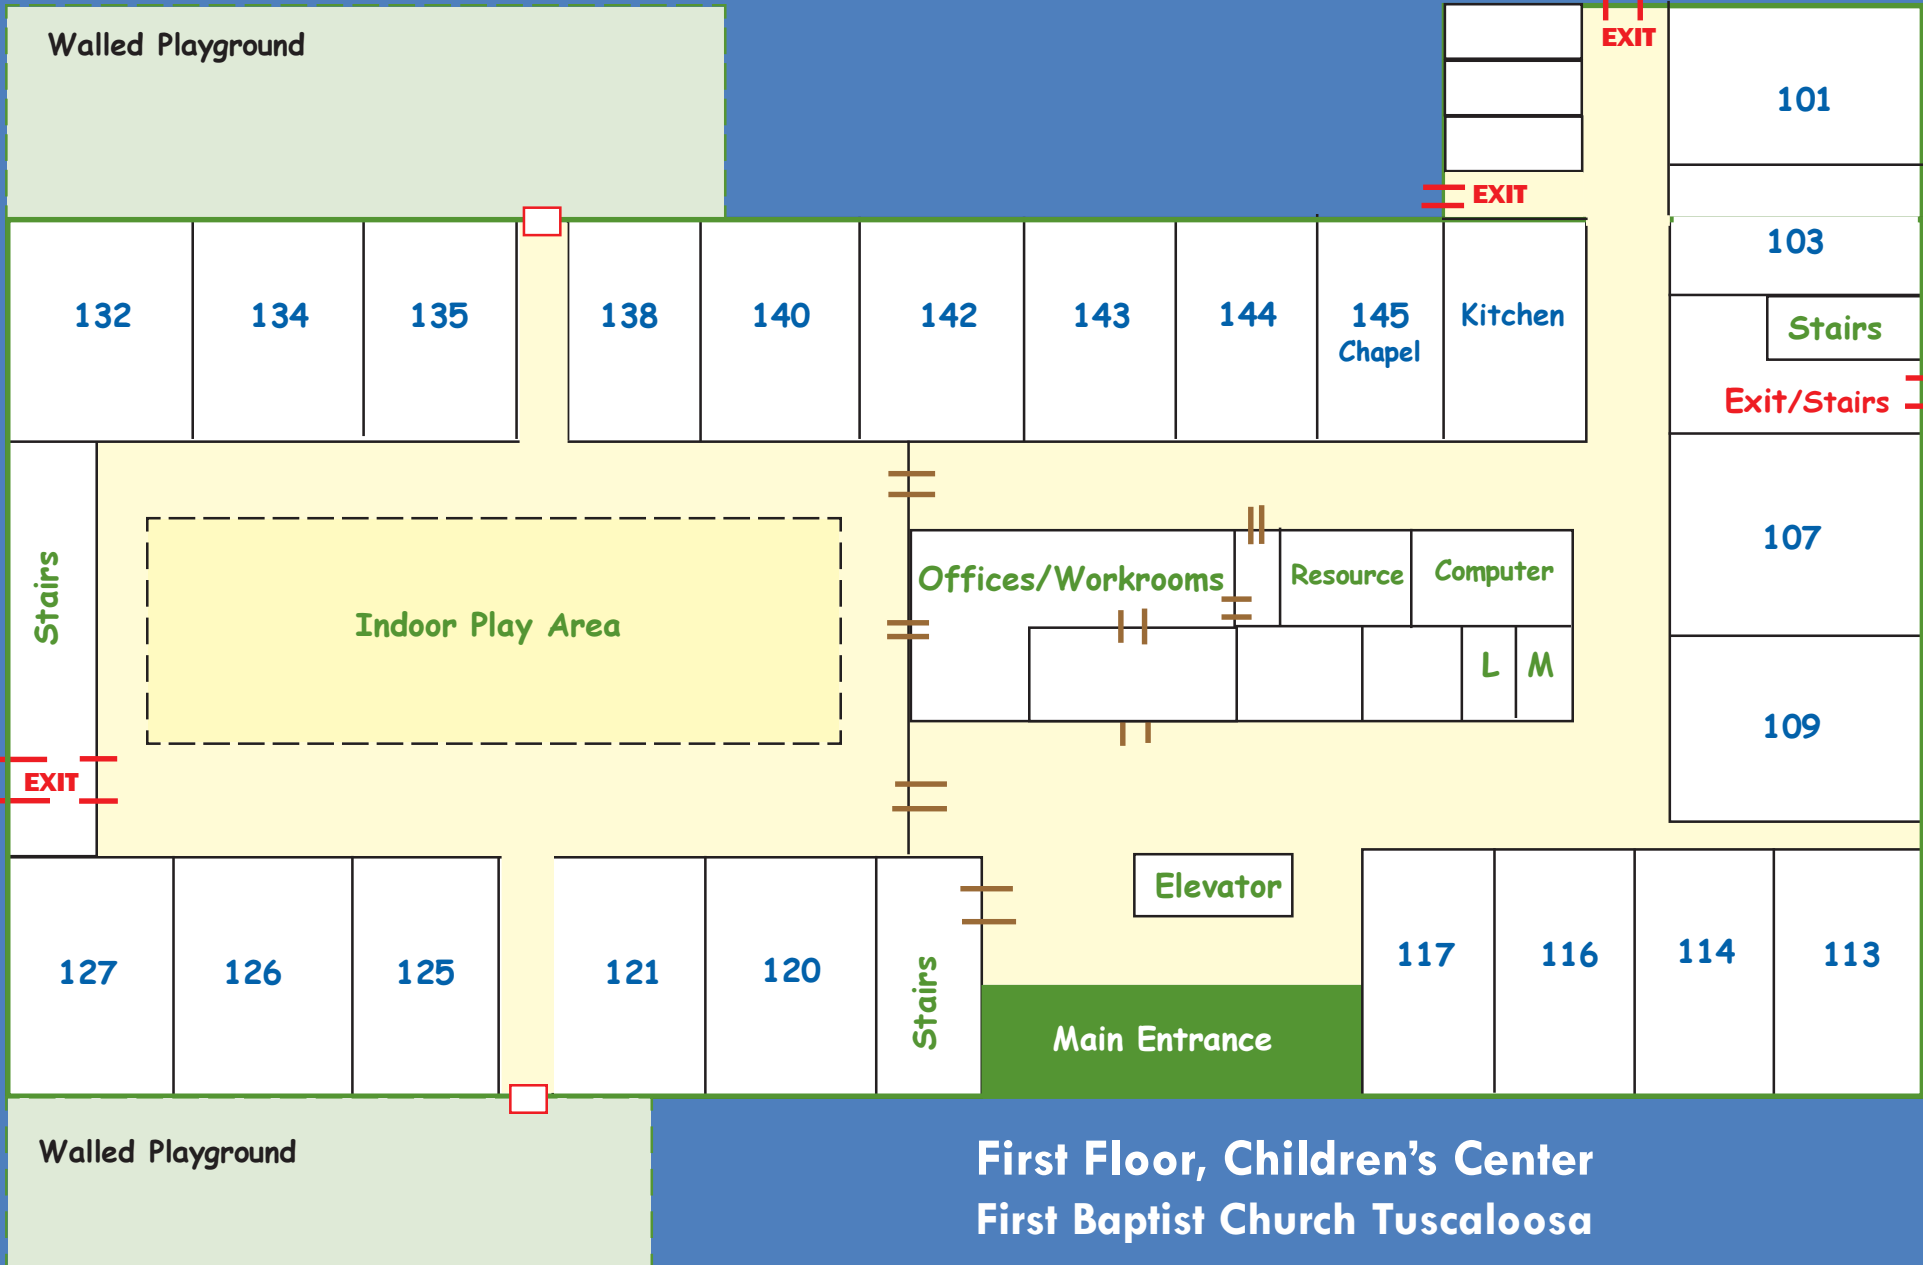 Walled Playground
EXIT
101
EXIT
103
132
134
135
138
140
142
143
144
145
Chapel
Kitchen
Stairs
Exit/Stairs
107
Stairs
Indoor Play Area
Offices/Workrooms
Resource
Computer
L
M
109
EXIT
Elevator
127
126
125
121
120
Stairs
117
116
114
113
Main Entrance
Walled Playground
First Floor, Children’s Center
First Baptist Church Tuscaloosa